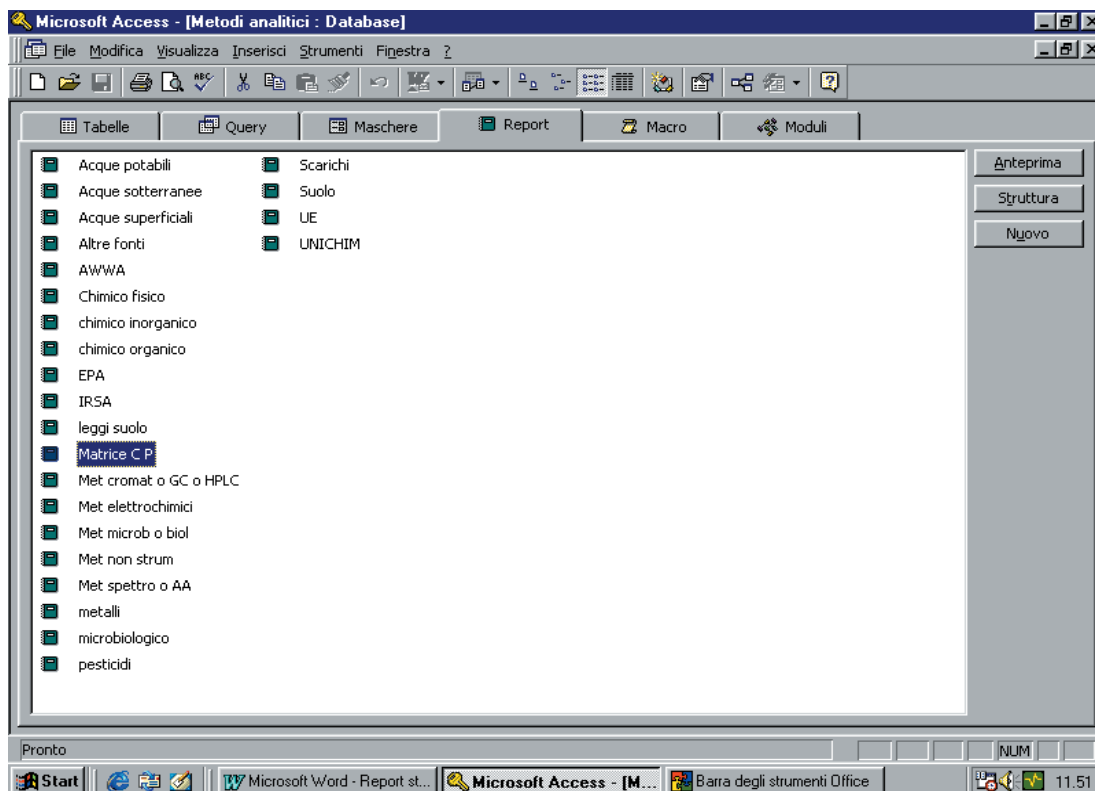 Microsoft Access - [Metodi analitici : Database]
File Modifica Visualizza Inserisci Strumenti Finestra ?
ABC
Tabelle Query Maschere Report Macro Moduli
Acque potabili
Acque sotterranee
Acque superficiali
Altre fonti
AWWA
Chimico fisico
chimico inorganico
chimico organico
EPA
IRSA
leggi suolo
Matrice C P
Met cromat o GC o HPLC
Met elettrochimici
Met microb o biol
Met non strum
Met spettro o AA
metalli
microbiologico
pesticidi
Scarichi
Suolo
UE
UNICHIM
Anteprima
Struttura
Nuovo
Pronto NUM
Start Microsoft Word - Report st... Microsoft Access - [M... Barra degli strumenti Office 11.51